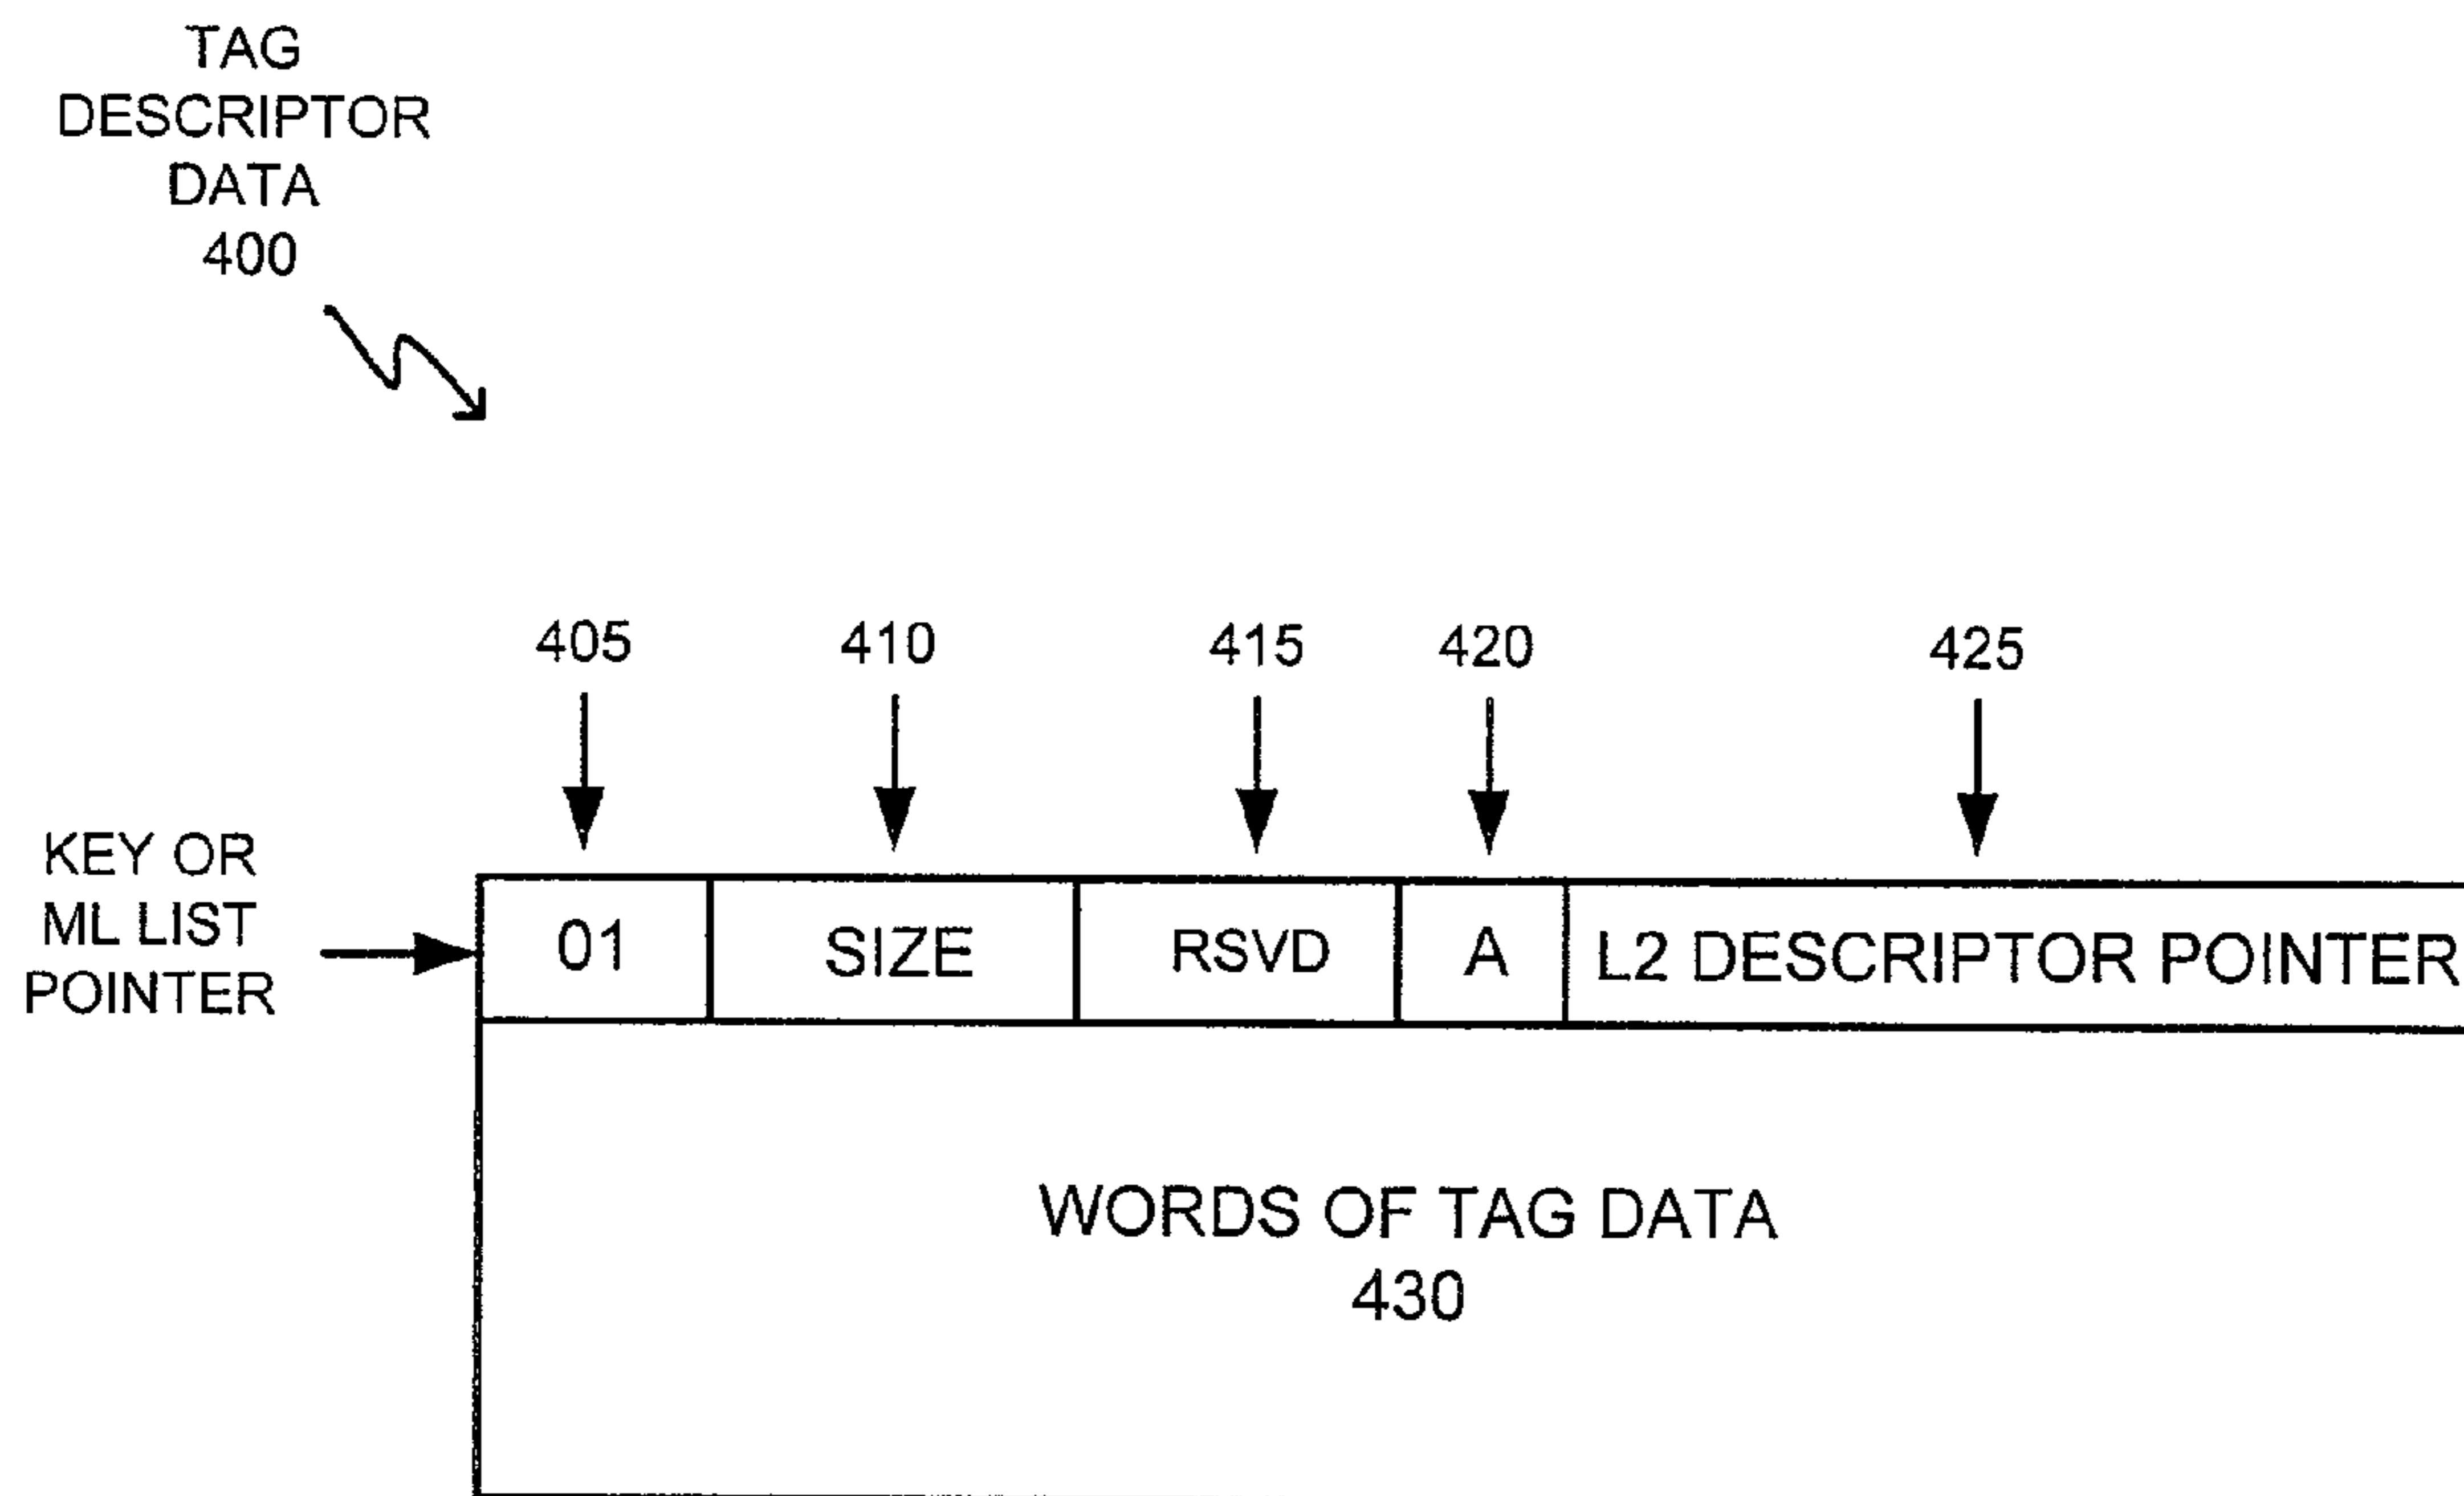 TAG
DESCRIPTOR
DATA
400
405 410 415 420 425
KEY OR
ML LIST
POINTER
01 SIZE RSVD A L2 DESCRIPTOR POINTER
WORDS OF TAG DATA
430